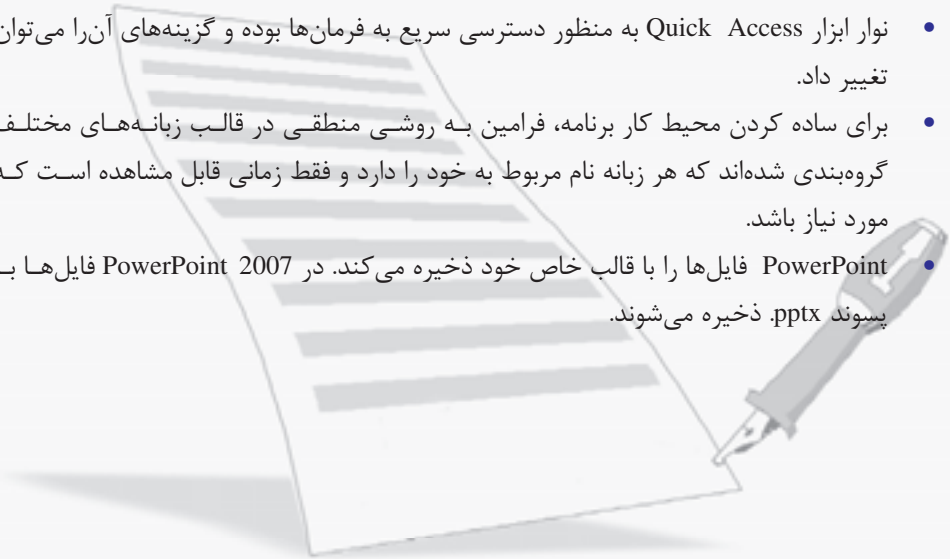 • نوار ابزار Quick Access به منظور دسترسی سریع به فرمان‌ها بوده و گزینه‌های آن‌را می‌توان
تغییر داد.
• برای ساده کردن محیط کار برنامه، فرامین به روشی منطقی در قالب زبانه‌های مختلف
گروه‌بندی شده‌اند که هر زبانه نام مربوط به خود را دارد و فقط زمانی قابل مشاهده است که
مورد نیاز باشد.
• PowerPoint فایل‌ها را با قالب خاص خود ذخیره می‌کند. در PowerPoint 2007 فایل‌ها بـ
پسوند pptx. ذخیره می‌شوند.